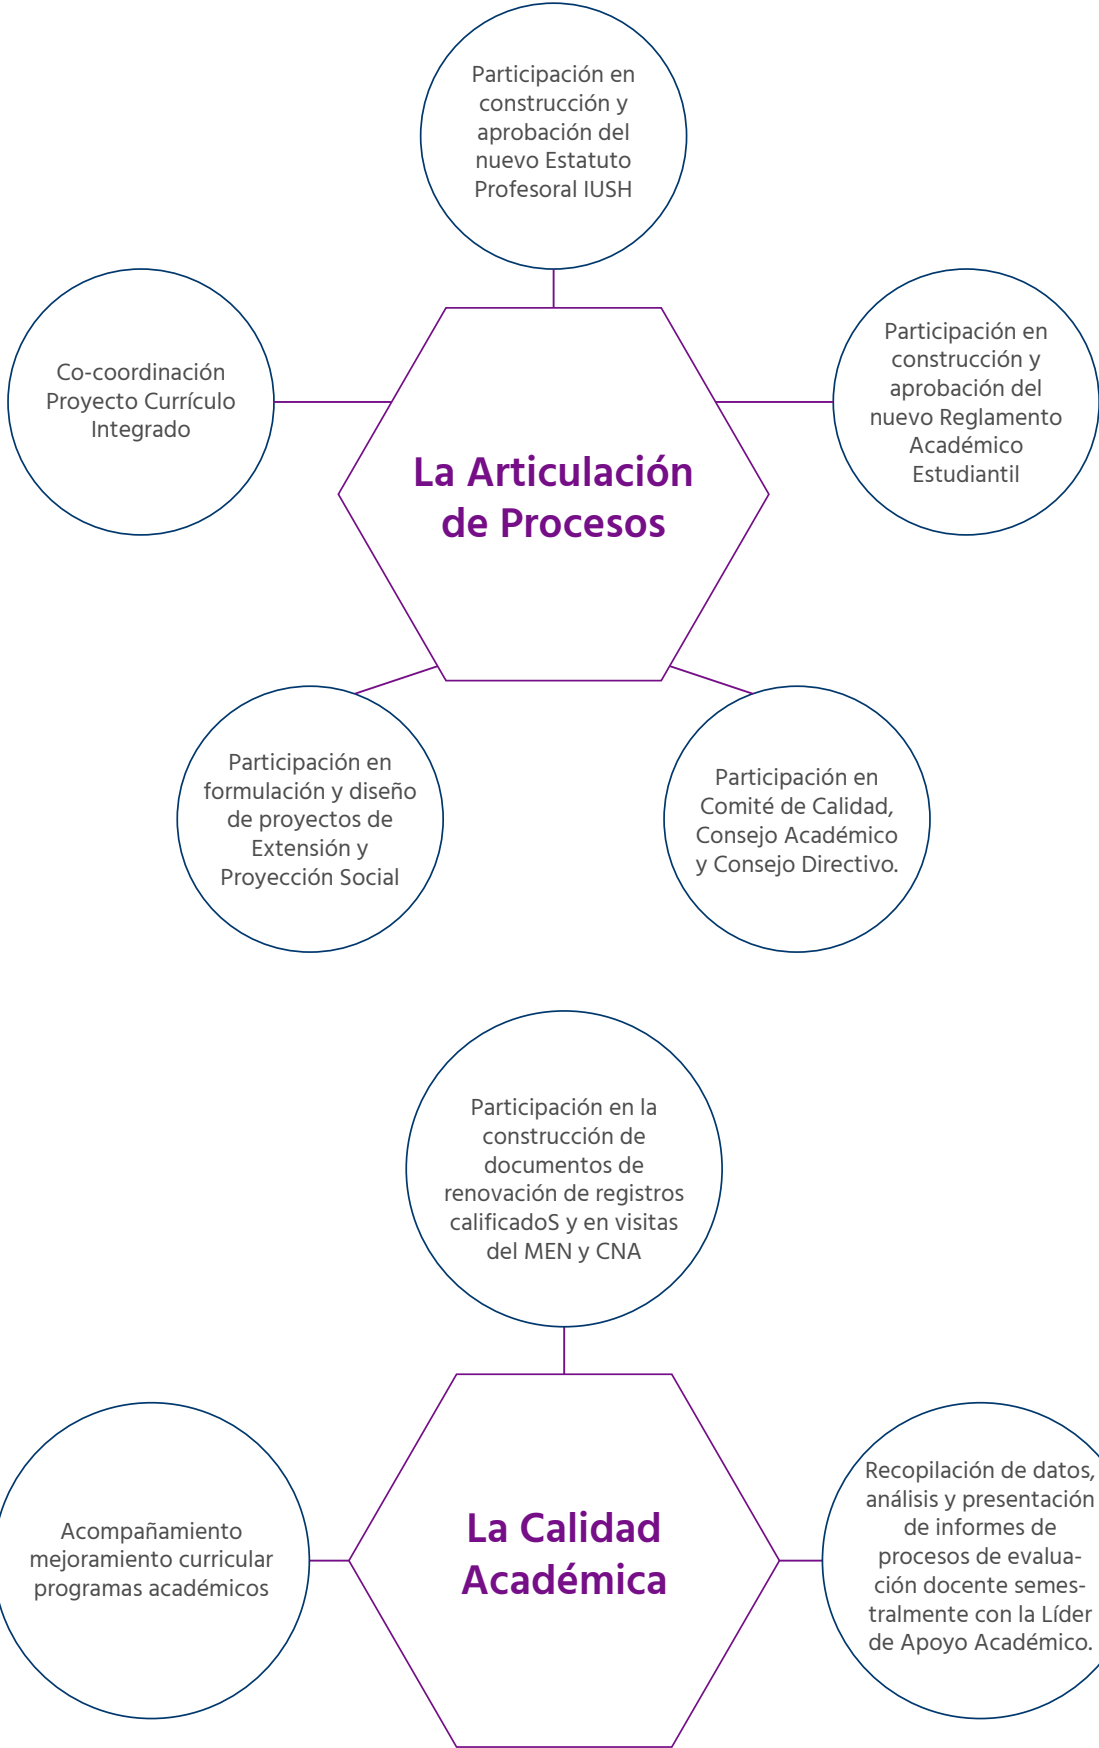 Participación en
construcción y
aprobación del
nuevo Estatuto
Profesoral IUSH
Co-coordinación
Proyecto Currículo
Integrado
Participación en
construcción y
aprobación del
nuevo Reglamento
Académico
Estudiantil
La Articulación
de Procesos
Participación en
formulación y diseño
de proyectos de
Extensión y
Proyección Social
Participación en
Comité de Calidad,
Consejo Académico
y Consejo Directivo.
Participación en la
construcción de
documentos de
renovación de registros
calificadoS y en visitas
del MEN y CNA
Acompañamiento
mejoramiento curricular
programas académicos
La Calidad
Académica
Recopilación de datos,
análisis y presentación
de informes de
procesos de evalua-
ción docente semes-
tralmente con la Líder
de Apoyo Académico.